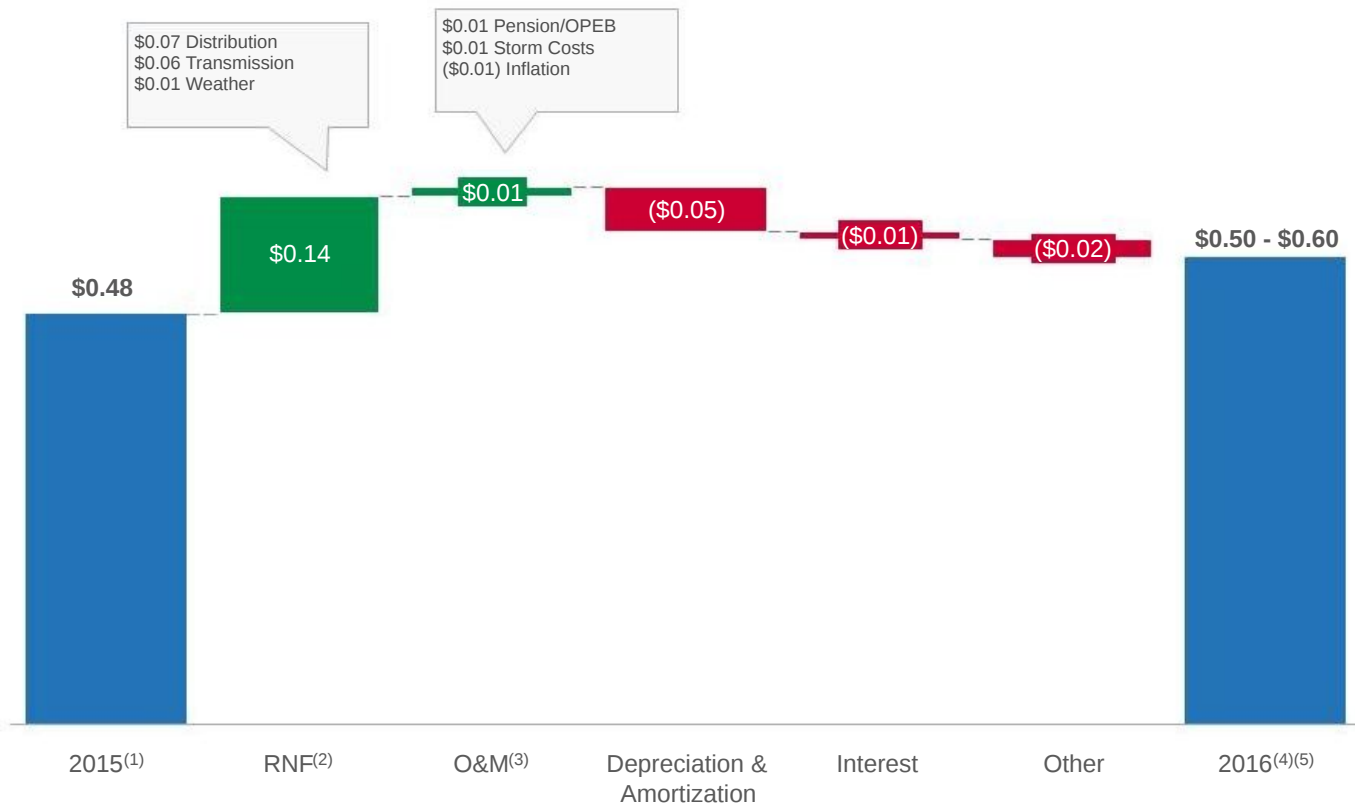 $0.07 Distribution
$0.06 Transmission
$0.01 Weather
$0.01 Pension/OPEB
$0.01 Storm Costs
($0.01) Inflation
$0.48
$0.14
$0.01
($0.05)
($0.01)
($0.02)
$0.50 - $0.60
2015(1)
RNF(2)
O&M(3)
Depreciation &
Amortization
Interest
Other
2016(4)(5)